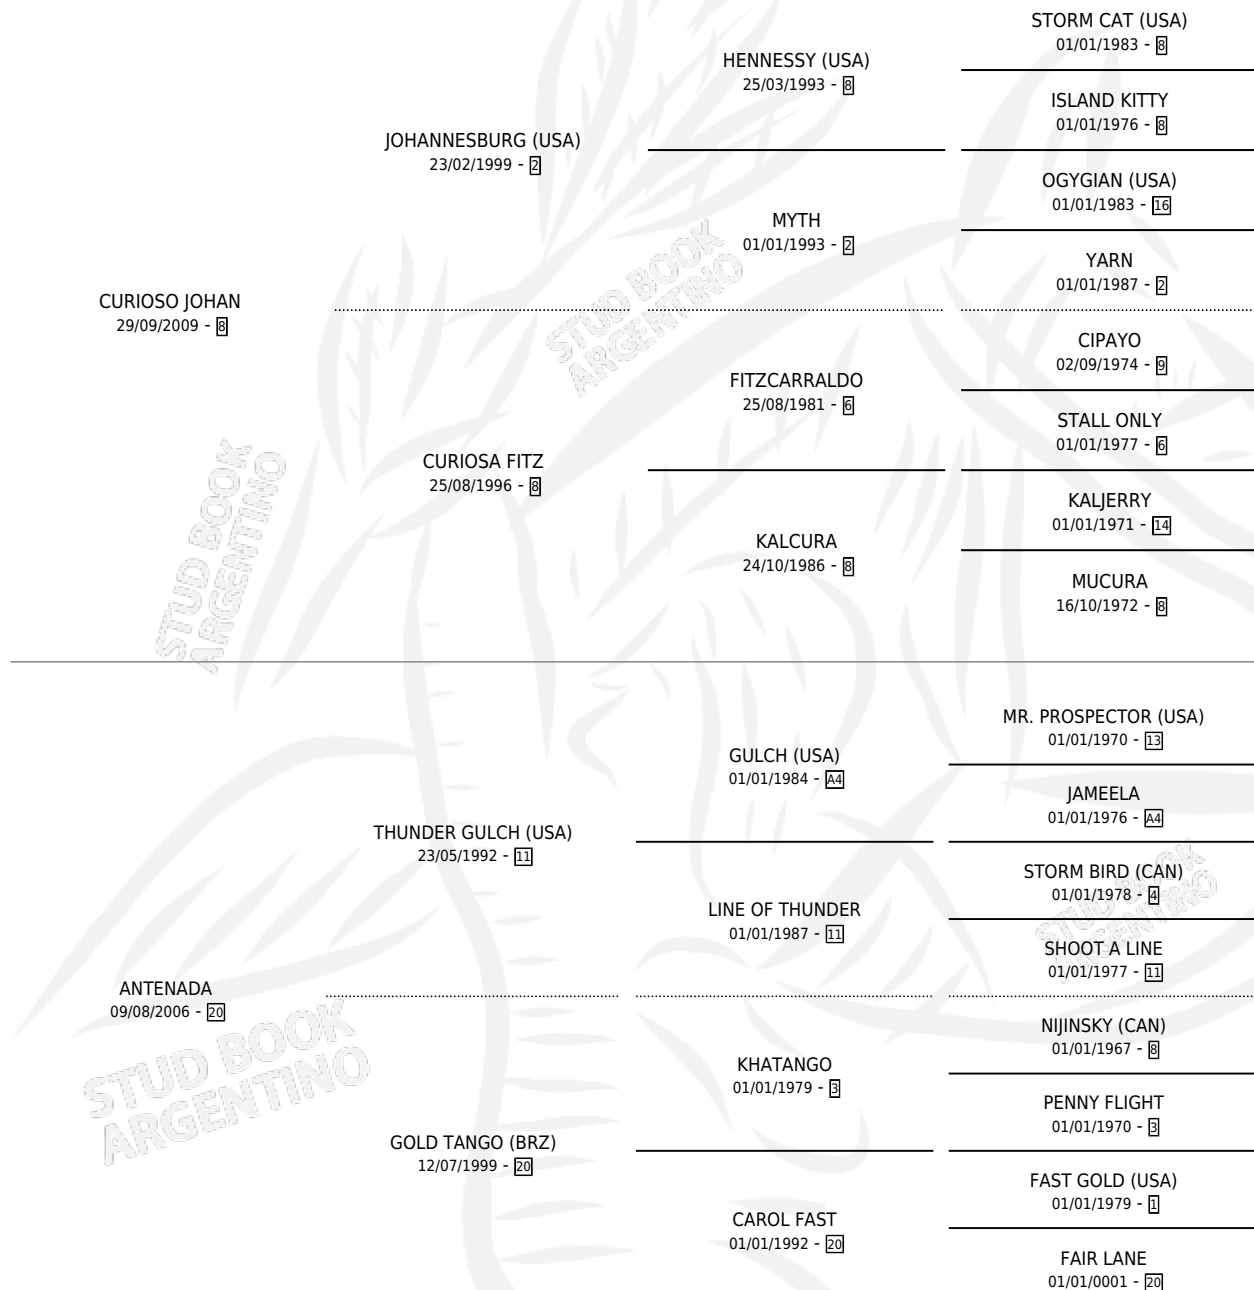 STORM CAT (USA)
01/01/1983 - 8
HENNESSY (USA)
25/03/1993 - 8
ISLAND KITTY
01/01/1976 - 8
JOHANNESBURG (USA)
23/02/1999 - 2
OGYGIAN (USA)
01/01/1983 - 16
MYTH
01/01/1993 - 2
YARN
01/01/1987 - 2
CURIOSO JOHAN
29/09/2009 - 8
CIPAYO
02/09/1974 - 9
FITZCARRALDO
25/08/1981 - 6
STALL ONLY
01/01/1977 - 6
CURIOSA FITZ
25/08/1996 - 8
KALJERRY
01/01/1971 - 14
KALCURA
24/10/1986 - 8
MUCURA
16/10/1972 - 8
MR. PROSPECTOR (USA)
01/01/1970 - 13
GULCH (USA)
01/01/1984 - A4
JAMEELA
01/01/1976 - A4
THUNDER GULCH (USA)
23/05/1992 - 11
STORM BIRD (CAN)
01/01/1978 - 4
LINE OF THUNDER
01/01/1987 - 11
SHOOT A LINE
01/01/1977 - 11
ANTENADA
09/08/2006 - 20
NIJINSKY (CAN)
01/01/1967 - 8
KHATANGO
01/01/1979 - 3
PENNY FLIGHT
01/01/1970 - 3
GOLD TANGO (BRZ)
12/07/1999 - 20
FAST GOLD (USA)
01/01/1979 - 1
CAROL FAST
01/01/1992 - 20
FAIR LANE
01/01/0001 - 20
STUD BOOK
ARGENTINO
STUD BOOK
ARGENTINO
STUD BOOK
ARGENTINO
STUD BOOK
ARGENTINO